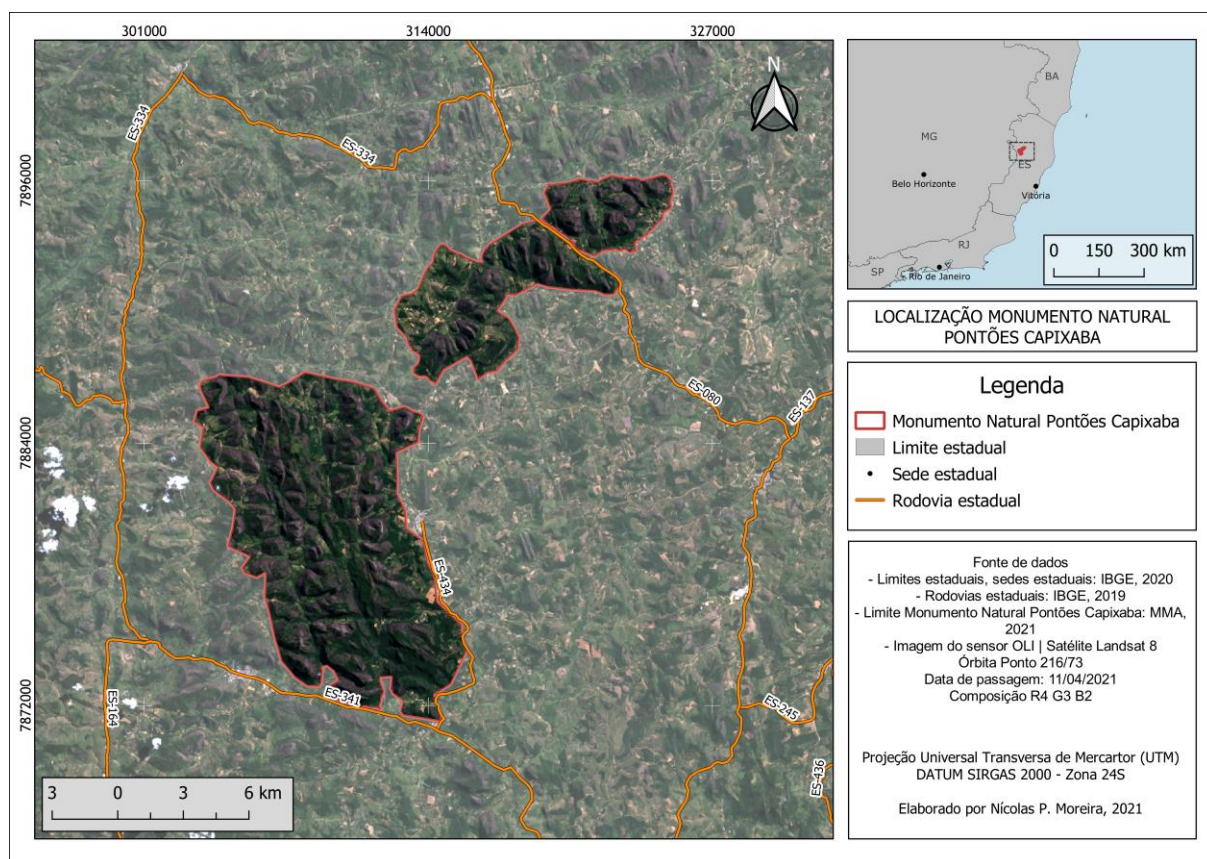 301000
314000
327000
7896000
7884000
7872000
N
ES-334
ES-334
ES-080
ES-137
ES-434
ES-341
ES-164
ES-245
ES-436
3 0 3 6 km
BA
MG
ES
Belo Horizonte
Vitória
RJ
SP
Rio de Janeiro
0 150 300 km
LOCALIZAÇÃO MONUMENTO NATURAL
PONTÕES CAPIXABA
Legenda
Monumento Natural Pontões Capixaba
Limite estadual
Sede estadual
Rodovia estadual
Fonte de dados
- Limites estaduais, sedes estaduais: IBGE, 2020
- Rodovias estaduais: IBGE, 2019
- Limite Monumento Natural Pontões Capixaba: MMA,
2021
- Imagem do sensor OLI | Satélite Landsat 8
Órbita Ponto 216/73
Data de passagem: 11/04/2021
Composição R4 G3 B2
Projeção Universal Transversa de Mercartor (UTM)
DATUM SIRGAS 2000 - Zona 24S
Elaborado por Nícolas P. Moreira, 2021